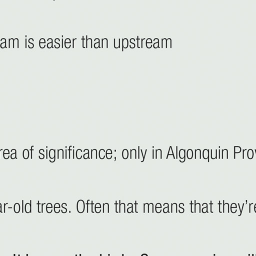 am is easier than upstream
rea of significance; only in Algonquin Prov
ar-old trees. Often that means that they're